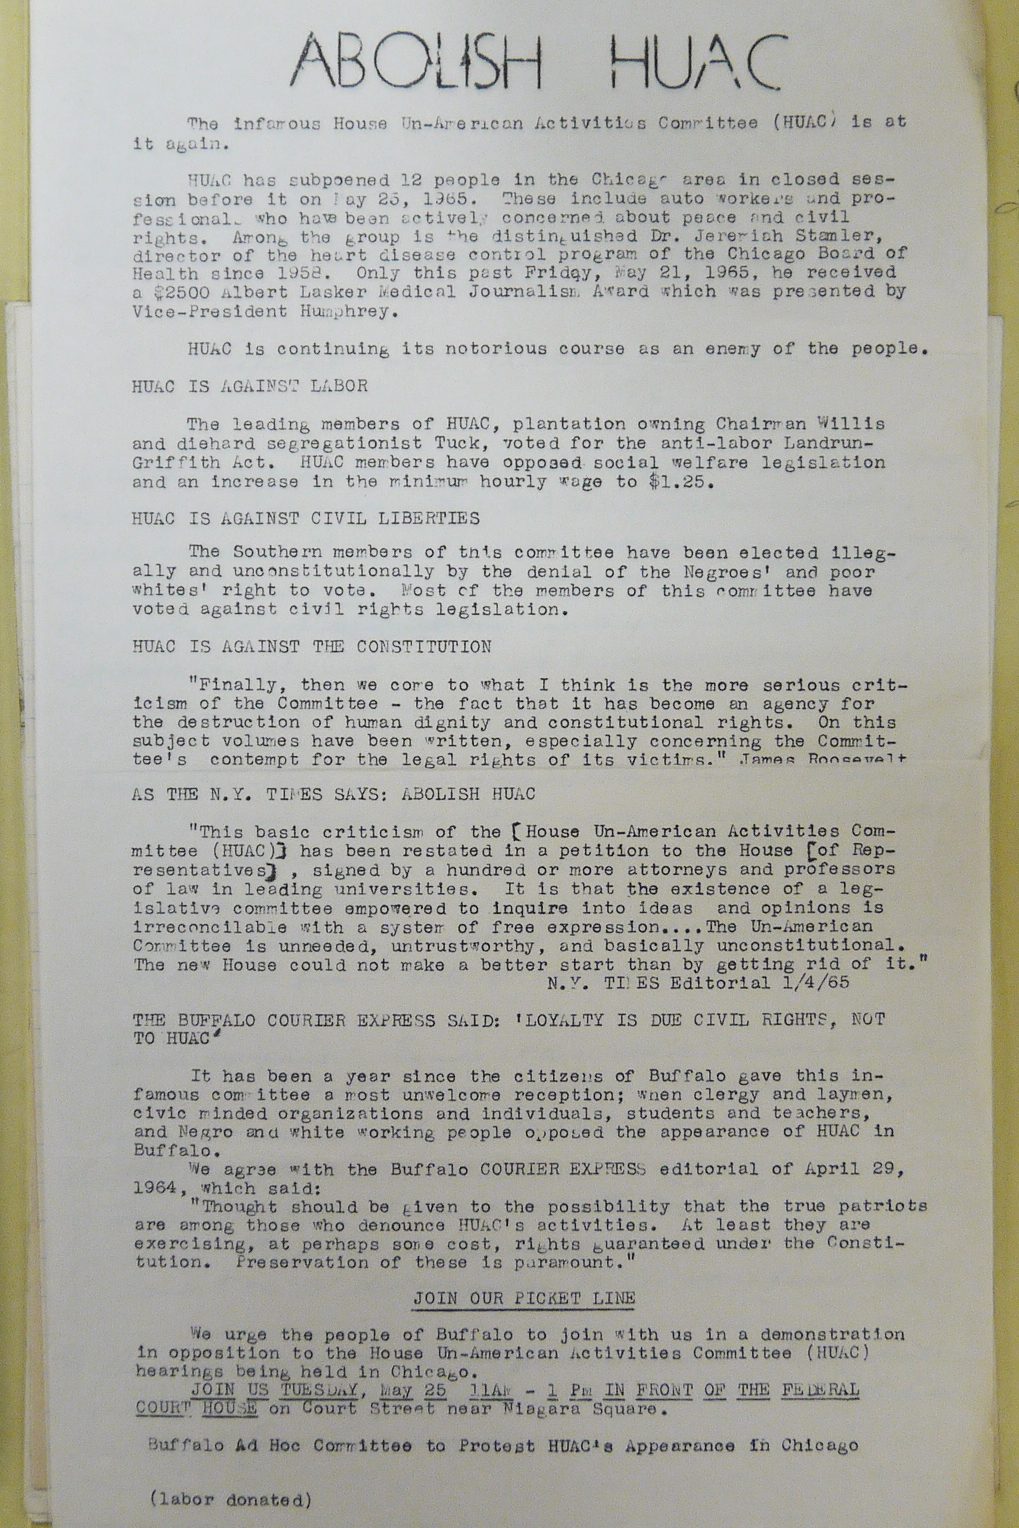 ABOLISH HUAC
The infamous House Un-American Activities Committee (HUAC) is at
it again.
HUAC has subpoened 12 people in the Chicago area in closed ses-
sion before it on May 25, 1965. These include auto workers and pro-
fessionals who have been actively concerned about peace and civil
rights. Among the group is the distinguished Dr. Jeremiah Stamler,
director of the heart disease control program of the Chicago Board of
Health since 1958. Only this past Fridqy, May 21, 1965, he received
a $2500 Albert Lasker Medical Journalism Award which was presented by
Vice-President Humphrey.
HUAC is continuing its notorious course as an enemy of the people.
HUAC IS AGAINST LABOR
The leading members of HUAC, plantation owning Chairman Willis
and diehard segregationist Tuck, voted for the anti-labor Landrun-
Griffith Act. HUAC members have opposed social welfare legislation
and an increase in the minimum hourly wage to $1.25.
HUAC IS AGAINST CIVIL LIBERTIES
The Southern members of this committee have been elected illeg-
ally and unconstitutionally by the denial of the Negroes' and poor
whites' right to vote. Most of the members of this committee have
voted against civil rights legislation.
HUAC IS AGAINST THE CONSTITUTION
"Finally, then we come to what I think is the more serious crit-
icism of the Committee - the fact that it has become an agency for
the destruction of human dignity and constitutional rights. On this
subject volumes have been written, especially concerning the Commit-
tee's contempt for the legal rights of its victims." James Roosevelt
AS THE N.Y. TIMES SAYS: ABOLISH HUAC
"This basic criticism of the [House Un-American Activities Com-
mittee (HUAC)] has been restated in a petition to the House [of Rep-
resentatives] , signed by a hundred or more attorneys and professors
of law in leading universities. It is that the existence of a leg-
islative committee empowered to inquire into ideas and opinions is
irreconcilable with a system of free expression....The Un-American
Committee is unneeded, untrustworthy, and basically unconstitutional.
The new House could not make a better start than by getting rid of it."
N.Y. TIMES Editorial 1/4/65
THE BUFFALO COURIER EXPRESS SAID: 'LOYALTY IS DUE CIVIL RIGHTS, NOT
TO HUAC'
It has been a year since the citizens of Buffalo gave this in-
famous committee a most unwelcome reception; when clergy and laymen,
civic minded organizations and individuals, students and teachers,
and Negro and white working people opposed the appearance of HUAC in
Buffalo.
We agree with the Buffalo COURIER EXPRESS editorial of April 29,
1964, which said:
"Thought should be given to the possibility that the true patriots
are among those who denounce HUAC's activities. At least they are
exercising, at perhaps some cost, rights guaranteed under the Consti-
tution. Preservation of these is paramount."
JOIN OUR PICKET LINE
We urge the people of Buffalo to join with us in a demonstration
in opposition to the House Un-American Activities Committee (HUAC)
hearings being held in Chicago.
JOIN US TUESDAY, May 25 11AM - 1 PM IN FRONT OF THE FEDERAL
COURT HOUSE on Court Street near Niagara Square.
Buffalo Ad Hoc Committee to Protest HUAC's Appearance in Chicago
(labor donated)